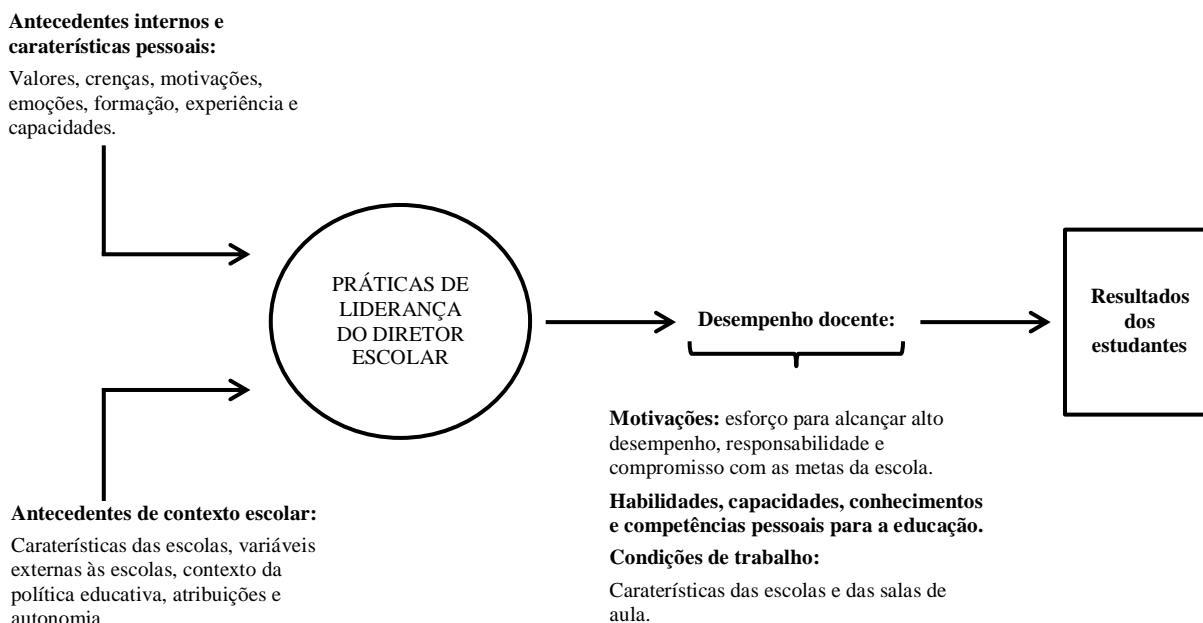 Antecedentes internos e
caraterísticas pessoais:
Valores, crenças, motivações,
emoções, formação, experiência e
capacidades.
PRÁTICAS DE
LIDERANÇA
DO DIRETOR
ESCOLAR
Desempenho docente:
Resultados
dos
estudantes
Motivações: esforço para alcançar alto
desempenho, responsabilidade e
compromisso com as metas da escola.
Habilidades, capacidades, conhecimentos
e competências pessoais para a educação.
Condições de trabalho:
Caraterísticas das escolas e das salas de
aula.
Antecedentes de contexto escolar:
Caraterísticas das escolas, variáveis
externas às escolas, contexto da
política educativa, atribuições e
autonomia